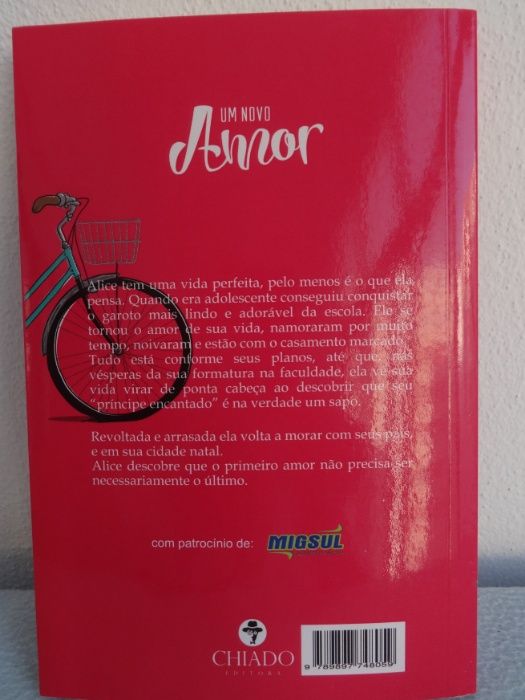 UM NOVO
Amor
Alice tem uma vida perfeita, pelo menos é o que ela
pensa. Quando era adolescente conseguiu conquistar
o garoto mais lindo e adorável da escola. Ele se
tornou o amor de sua vida, namoraram por muito
tempo, noivaram e estão com o casamento marcado.
Tudo está conforme seus planos, até que, nas
vésperas da sua formatura na faculdade, ela vê sua
vida virar de ponta cabeça ao descobrir que seu
“príncipe encantado” é na verdade um sapo.
Revoltada e arrasada ela volta a morar com seus pais,
e em sua cidade natal.
Alice descobre que o primeiro amor não precisa ser
necessariamente o último.
com patrocínio de:
MIGSUL
CHIADO
EDITORA
9 789897 748059